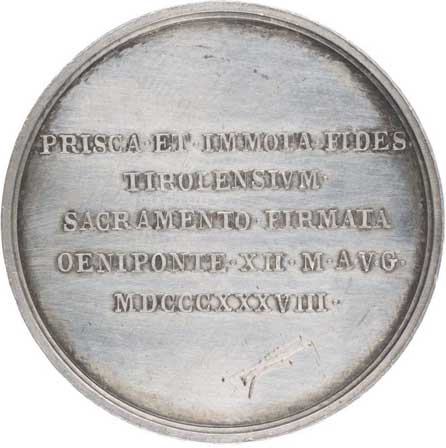 PRISCA·ET·IMMOTA·FIDES
TIROLENSIVM·
SACRAMENTO·FIRMATA
OENIPONTE·XII·M·AVG·
MDCCCXXXVIII·